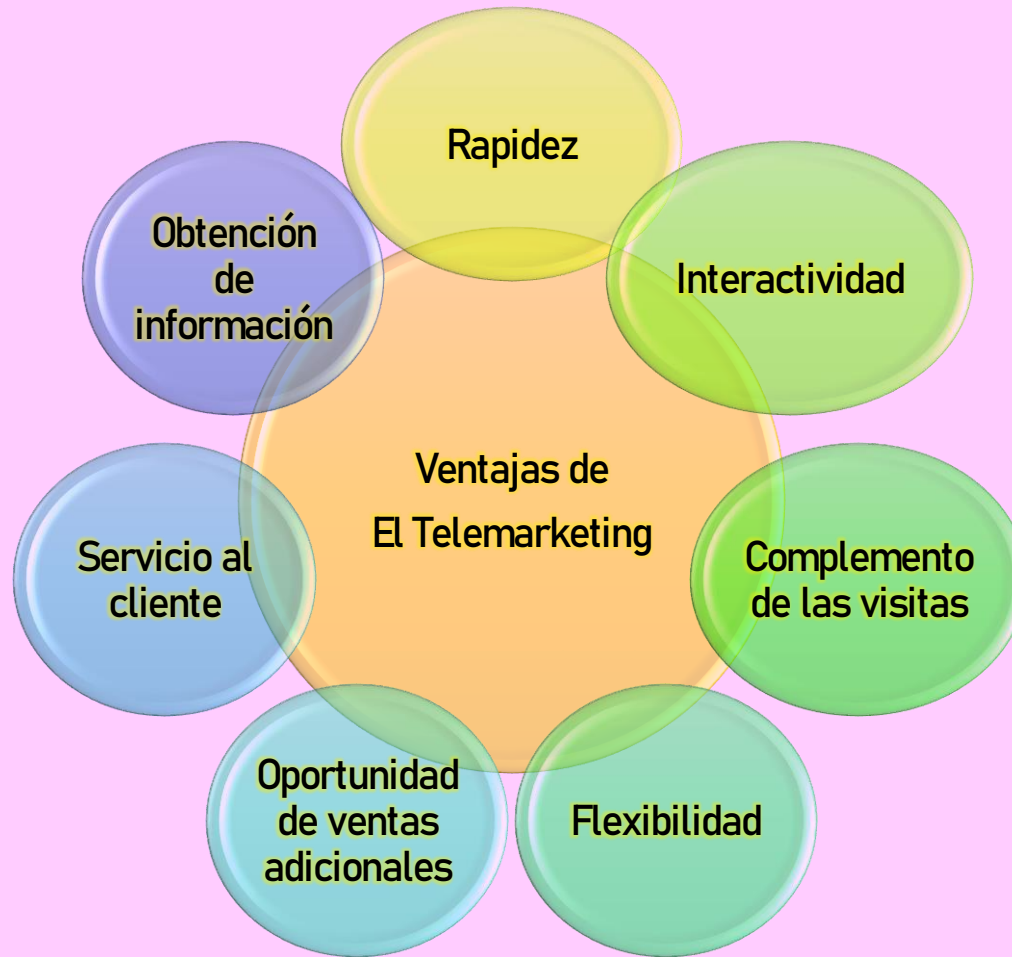 Rapidez
Interactividad
Complemento
de las visitas
Flexibilidad
Oportunidad
de ventas
adicionales
Servicio al
cliente
Obtención
de
información
Ventajas de
El Telemarketing